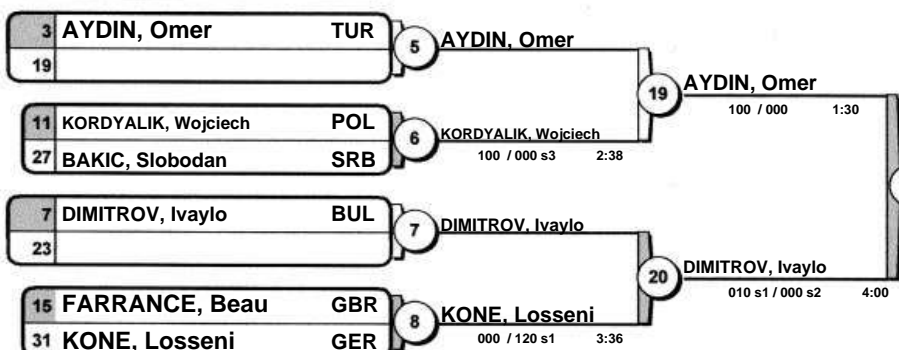 3 AYDIN, Omer TUR
19
5 AYDIN, Omer
11 KORDYALIK, Wojciech POL
27 BAKIC, Slobodan SRB
6 KORDYALIK, Wojciech
100 / 000 s3 2:38
19 AYDIN, Omer
100 / 000 1:30
7 DIMITROV, Ivaylo BUL
23
7 DIMITROV, Ivaylo
15 FARRANCE, Beau GBR
31 KONE, Losseni GER
8 KONE, Losseni
000 / 120 s1 3:36
20 DIMITROV, Ivaylo
010 s1 / 000 s2 4:00